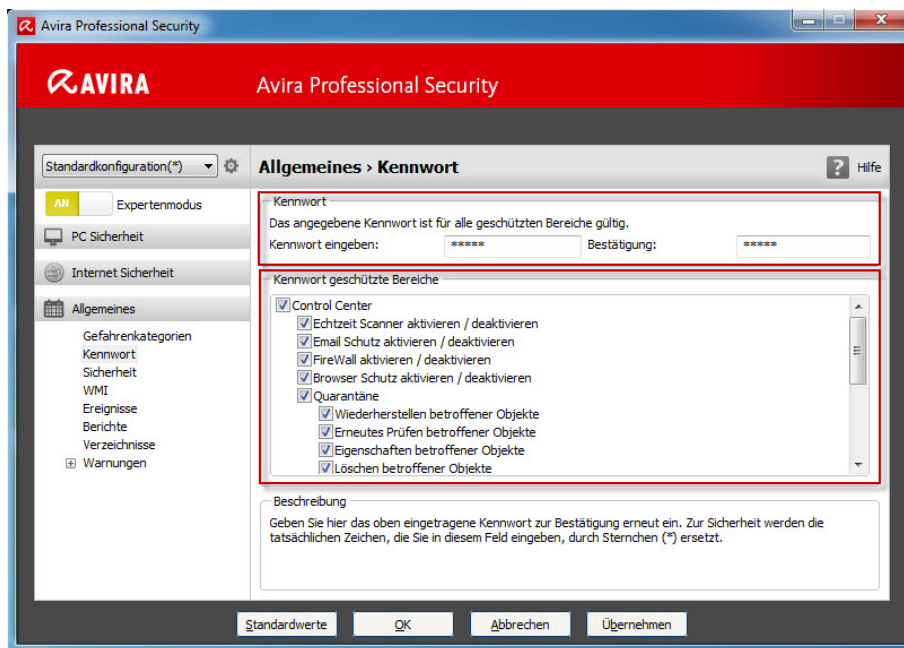 Avira Professional Security
AVIRA
Avira Professional Security
Standardkonfiguration(*)
Allgemeines › Kennwort
Hilfe
AN
Expertenmodus
PC Sicherheit
Internet Sicherheit
Allgemeines
Gefahrenkategorien
Kennwort
Sicherheit
WMI
Ereignisse
Berichte
Verzeichnisse
Warnungen
Kennwort
Das angegebene Kennwort ist für alle geschützten Bereiche gültig.
Kennwort eingeben: ***** Bestätigung: *****
Kennwort geschützte Bereiche
Control Center
Echtzeit Scanner aktivieren / deaktivieren
Email Schutz aktivieren / deaktivieren
FireWall aktivieren / deaktivieren
Browser Schutz aktivieren / deaktivieren
Quarantäne
Wiederherstellen betroffener Objekte
Erneutes Prüfen betroffener Objekte
Eigenschaften betroffener Objekte
Löschen betroffener Objekte
Beschreibung
Geben Sie hier das oben eingetragene Kennwort zur Bestätigung erneut ein. Zur Sicherheit werden die
tatsächlichen Zeichen, die Sie in diesem Feld eingeben, durch Sternchen (*) ersetzt.
Standardwerte
OK
Abbrechen
Übernehmen